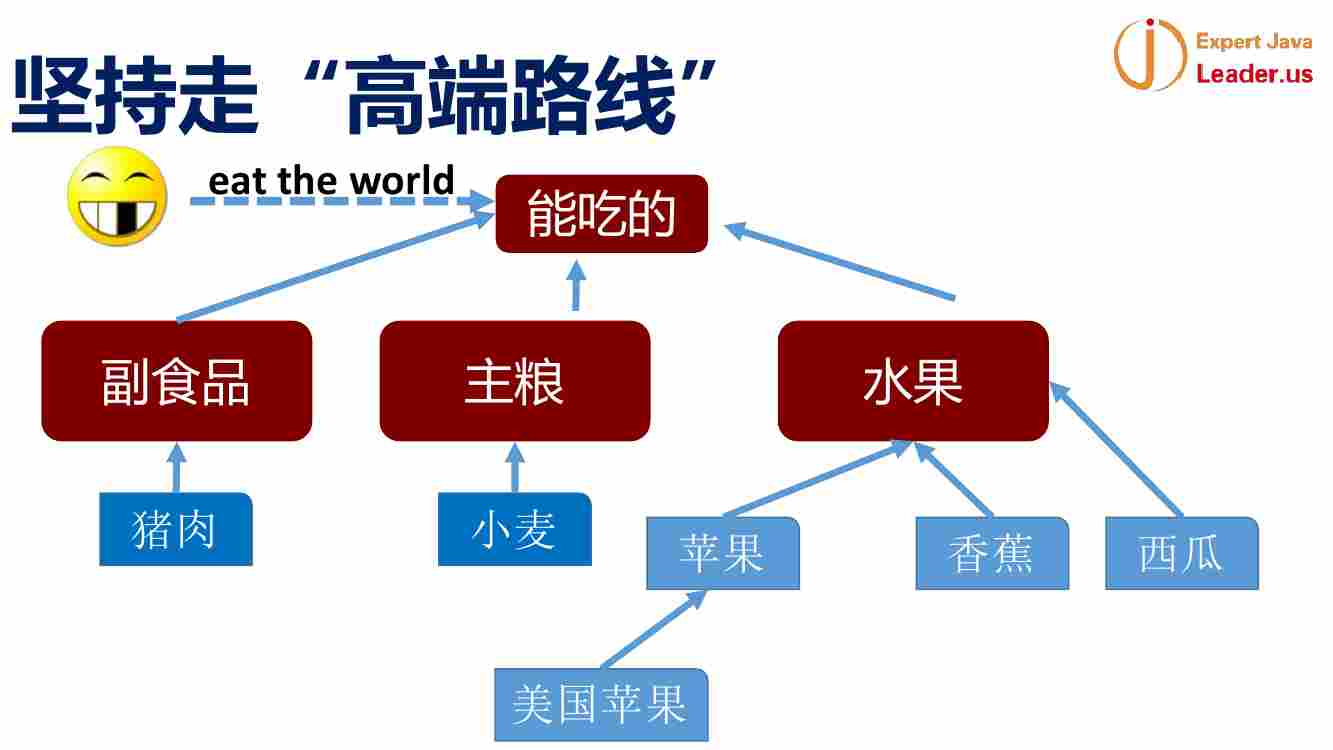 坚持走“高端路线”
Expert Java
Leader.us
eat the world
能吃的
副食品
主粮
水果
猪肉
小麦
苹果
香蕉
西瓜
美国苹果